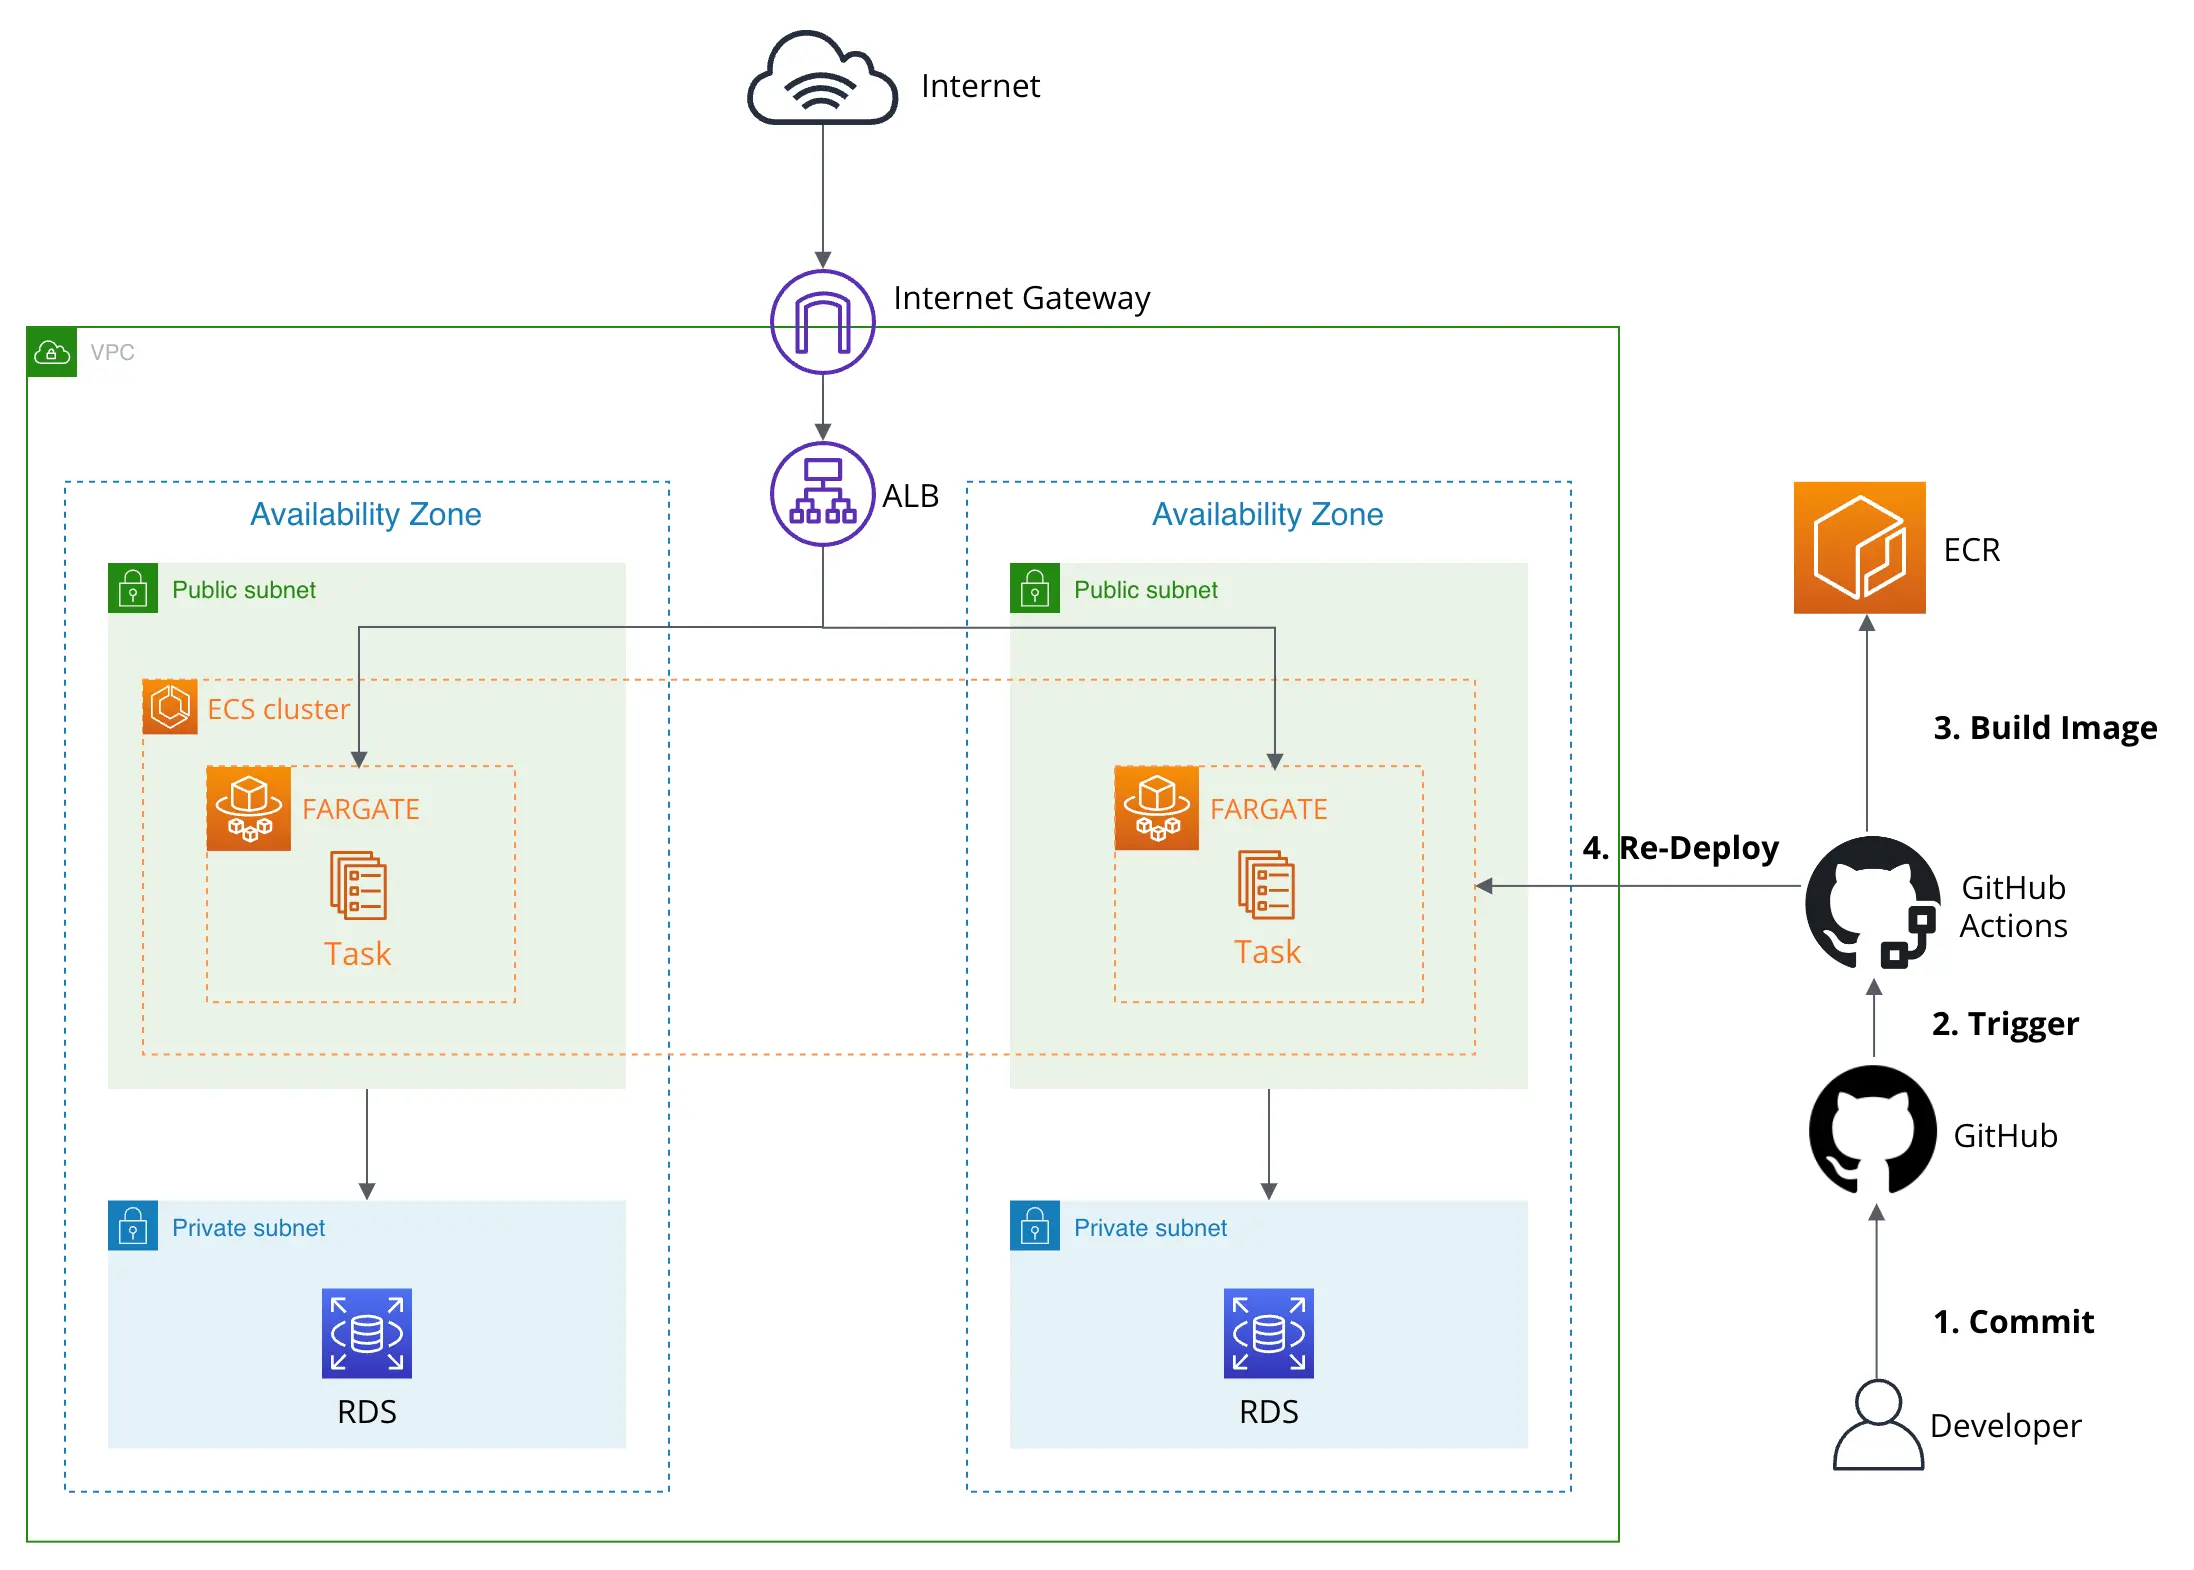 Internet
Internet Gateway
VPC
ALB
Availability Zone
Availability Zone
Public subnet
Public subnet
ECS cluster
FARGATE
Task
FARGATE
Task
Private subnet
RDS
Private subnet
RDS
ECR
3. Build Image
4. Re-Deploy
GitHub
Actions
2. Trigger
GitHub
1. Commit
Developer